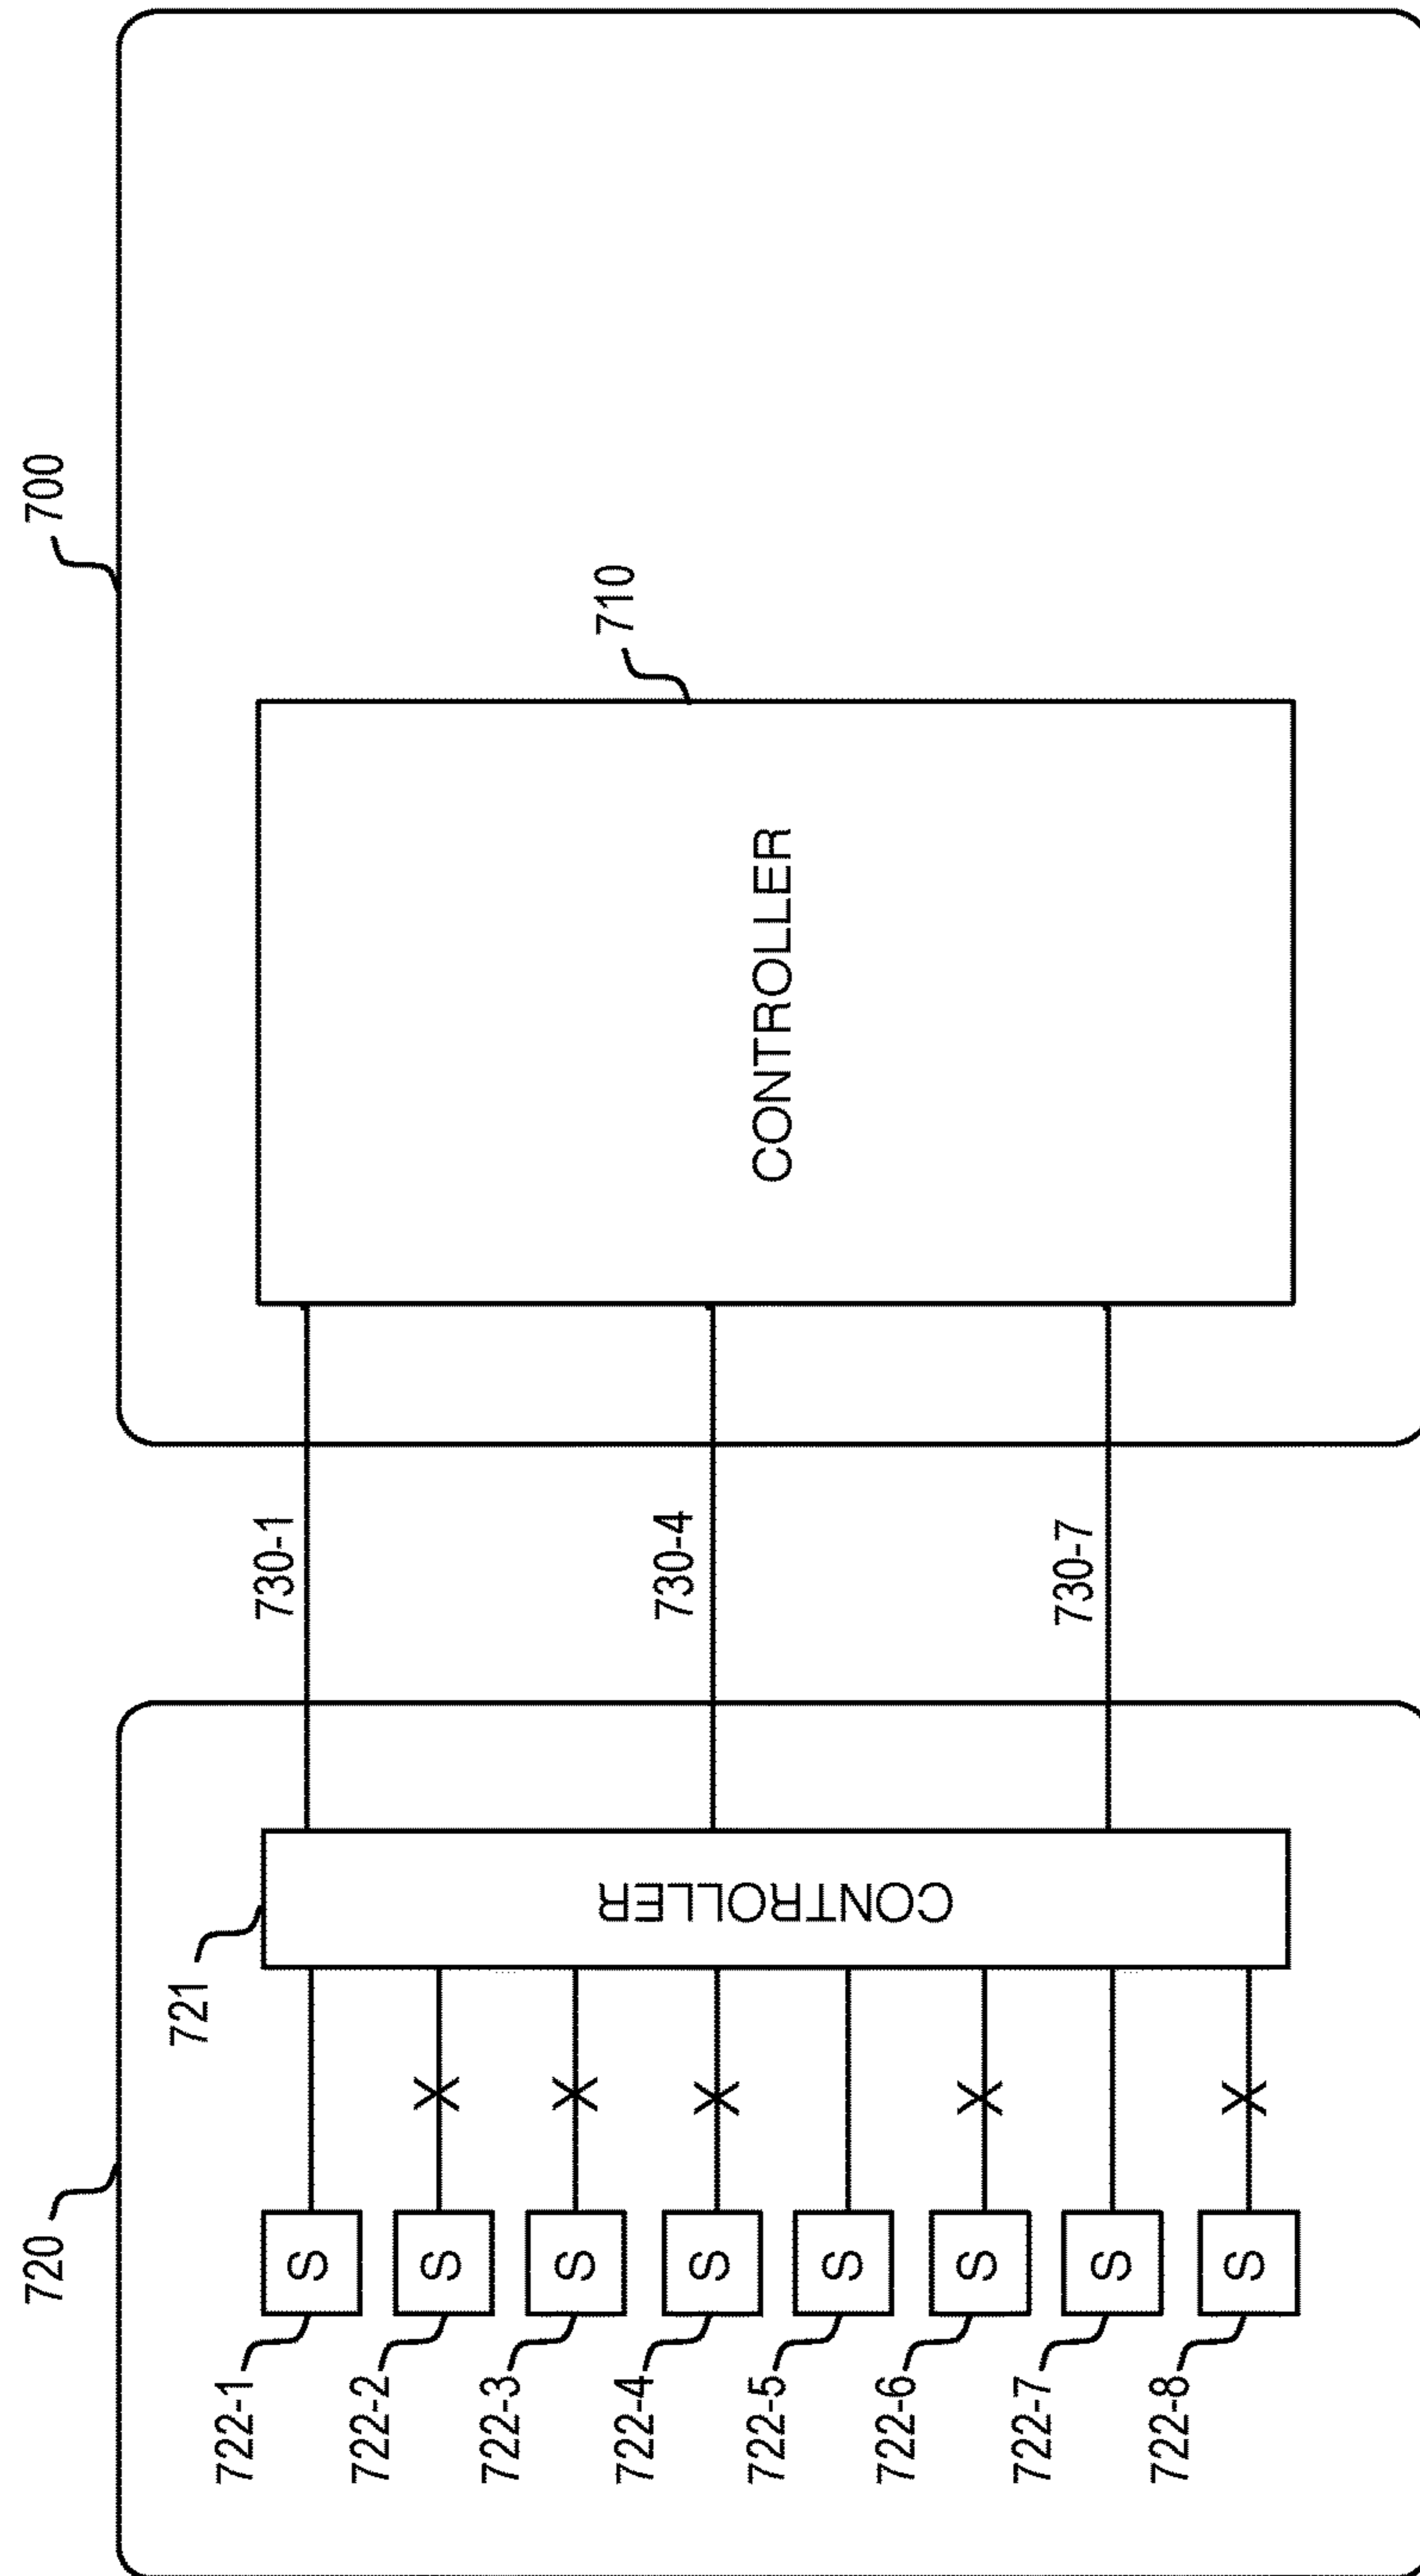 700
710
CONTROLLER
730-1
730-4
730-7
720
721
CONTROLLER
S
S
S
S
S
S
S
S
722-1
722-2
722-3
722-4
722-5
722-6
722-7
722-8
X
X
X
X
X